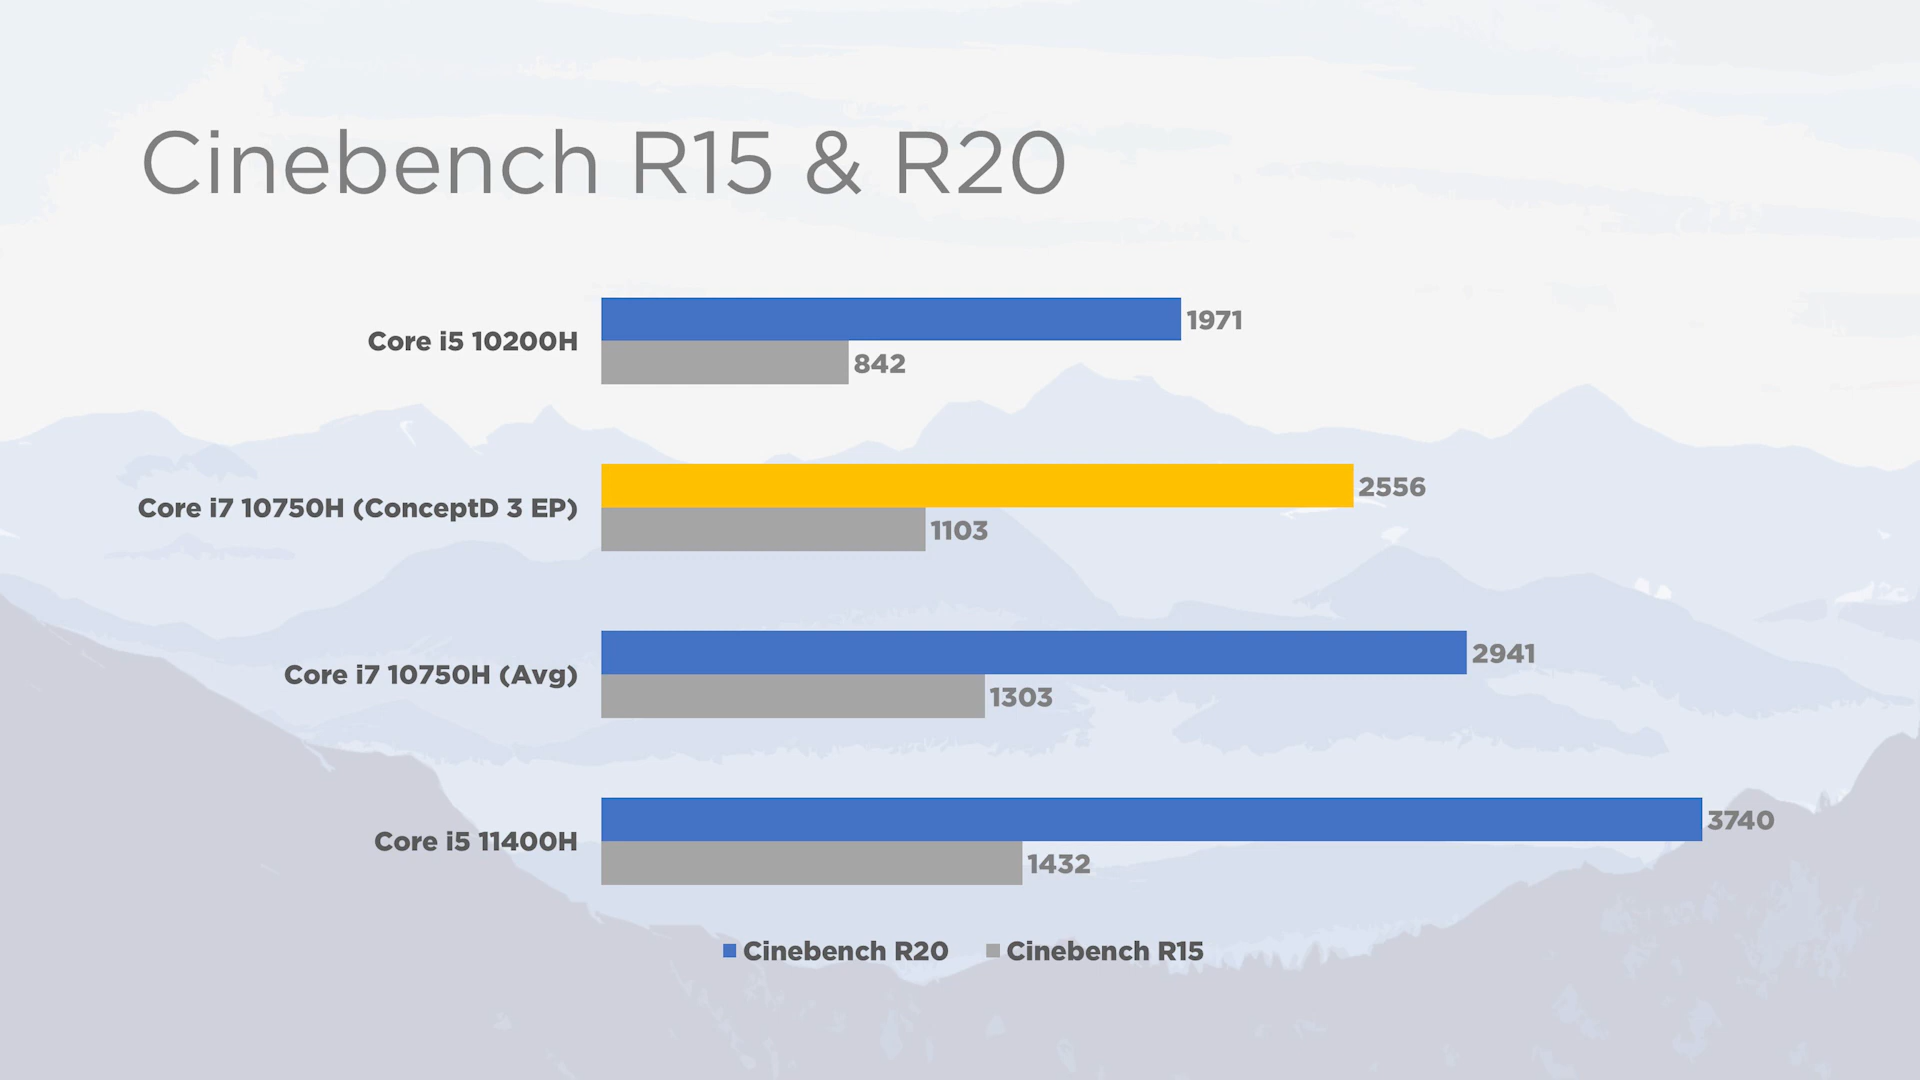 Cinebench R15 & R20
Core i5 10200H
1971
842
Core i7 10750H (ConceptD 3 EP)
2556
1103
Core i7 10750H (Avg)
2941
1303
Core i5 11400H
3740
1432
Cinebench R20 Cinebench R15